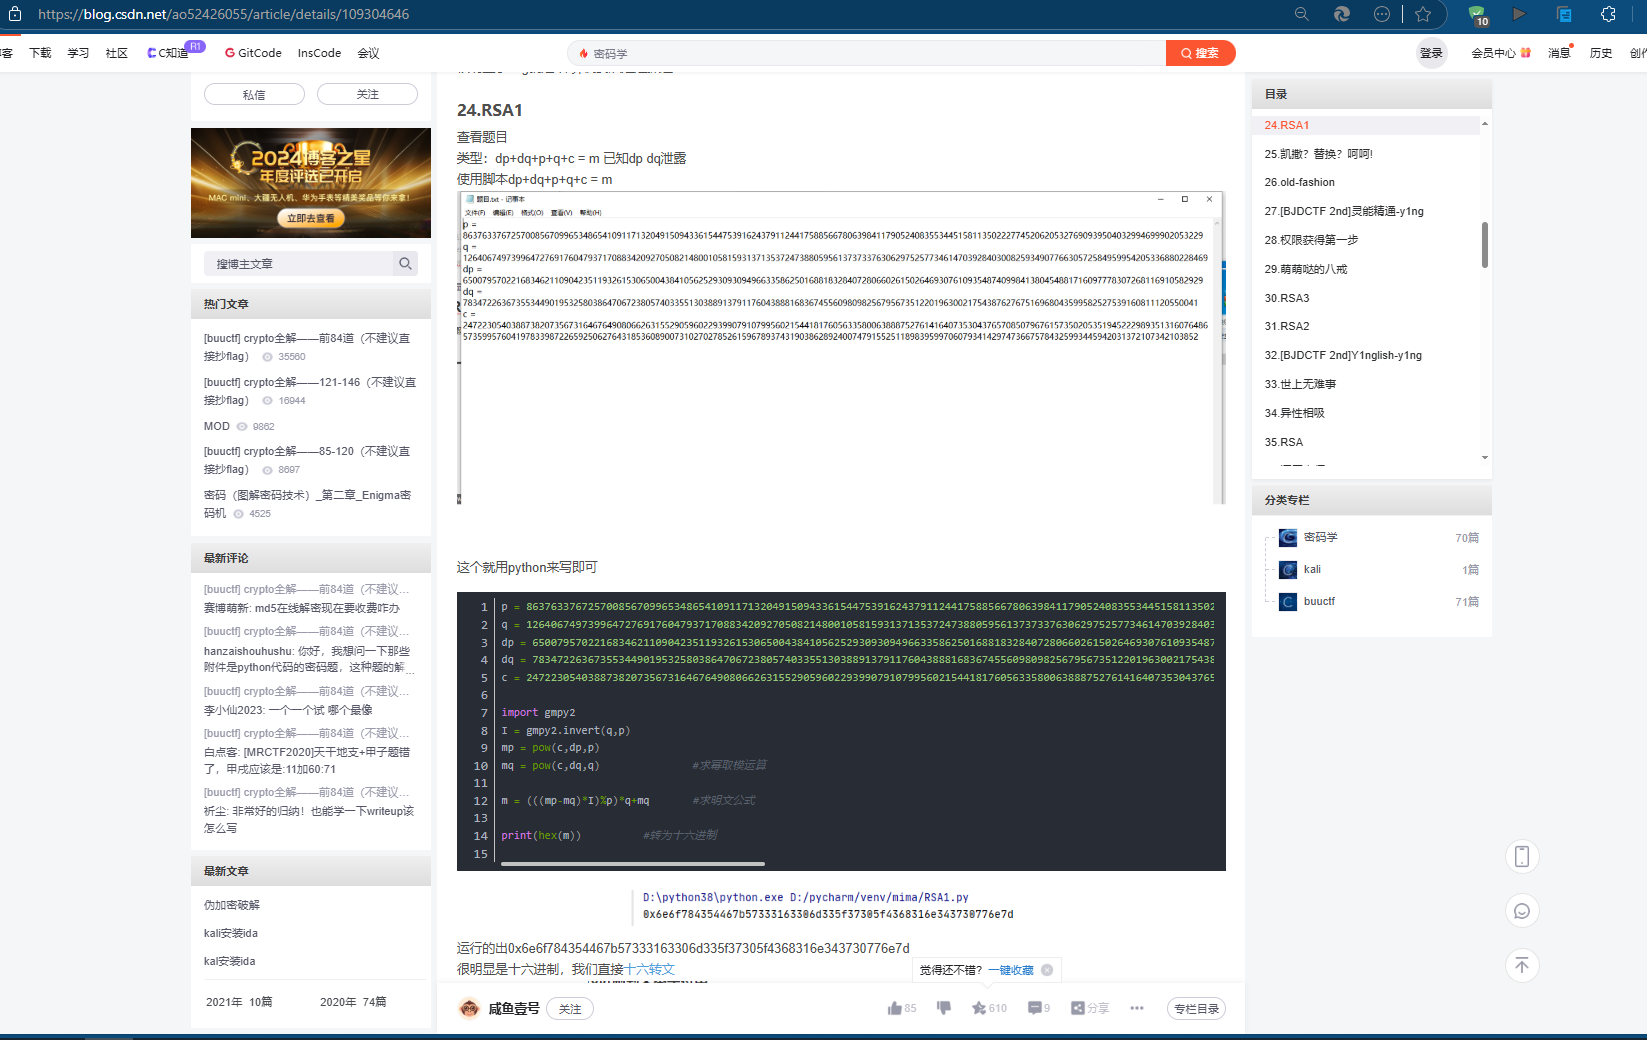 https://blog.csdn.net/ao52426055/article/details/109304646
10
客 下载 学习 社区 C知道 R1 GitCode InsCode 会议
密码学 搜索
登录 会员中心 消息 历史 创作
私信 关注
2024博客之星
年度评选已开启
MAC mini、大疆无人机、华为手表等精美奖品等你来拿！
立即去查看
搜博主文章
热门文章
[buuctf] crypto全解——前84道（不建议直
接抄flag） 35560
[buuctf] crypto全解——121-146（不建议直
接抄flag） 16944
MOD 9862
[buuctf] crypto全解——85-120（不建议直
接抄flag） 8697
密码（图解密码技术）_第二章_Enigma密
码机 4525
最新评论
[buuctf] crypto全解——前84道（不建议...
赛博萌新: md5在线解密现在要收费咋办
[buuctf] crypto全解——前84道（不建议...
hanzaishouhushu: 你好，我想问一下那些
附件是python代码的密码题，这种题的解 ...
[buuctf] crypto全解——前84道（不建议...
李小仙2023: 一个一个试 哪个最像
[buuctf] crypto全解——前84道（不建议...
白点客: [MRCTF2020]天干地支+甲子题错
了，甲戌应该是:11加60:71
[buuctf] crypto全解——前84道（不建议...
祈尘: 非常好的归纳！也能学一下writeup该
怎么写
最新文章
伪加密破解
kali安装ida
kal安装ida
2021年 10篇 2020年 74篇
24.RSA1
查看题目
类型：dp+dq+p+q+c = m 已知dp dq泄露
使用脚本dp+dq+p+q+c = m
题目.txt - 记事本
文件(F) 编辑(E) 格式(O) 查看(V) 帮助(H)
p =
q =
dp =
dq =
c =
这个就用python来写即可
1 p =
2 q =
3 dp =
4 dq =
5 c =
6
7 import gmpy2
8 I = gmpy2.invert(q,p)
9 mp = pow(c,dp,p)
10 mq = pow(c,dq,q) #求幂取模运算
11
12 m = (((mp-mq)*I)%p)*q+mq #求明文公式
13
14 print(hex(m)) #转为十六进制
15
D:\python38\python.exe D:/pycharm/venv/mima/RSA1.py
0x6e6f784354467b57333163306d335f37305f4368316e343730776e7d
运行的出0x6e6f784354467b57333163306d335f37305f4368316e343730776e7d
很明显是十六进制，我们直接十六转文
觉得还不错? 一键收藏
咸鱼壹号 关注 85 610 9 分享 ··· 专栏目录
目录
24.RSA1
25.凯撒？替换？呵呵!
26.old-fashion
27.[BJDCTF 2nd]灵能精通-y1ng
28.权限获得第一步
29.萌萌哒的八戒
30.RSA3
31.RSA2
32.[BJDCTF 2nd]Y1nglish-y1ng
33.世上无难事
34.异性相吸
35.RSA
分类专栏
密码学 70篇
kali 1篇
buuctf 71篇